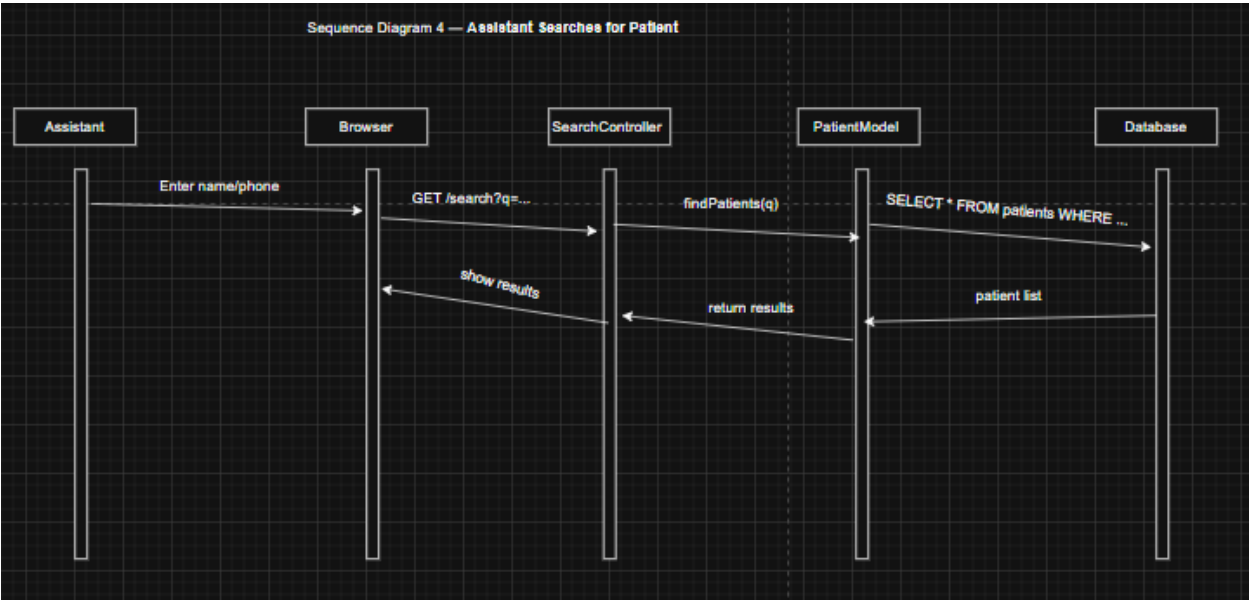 Sequence Diagram 4 — Assistant Searches for Patient
Assistant
Browser
SearchController
PatientModel
Database
Enter name/phone
GET /search?q=...
findPatients(q)
SELECT * FROM patients WHERE ...
show results
return results
patient list